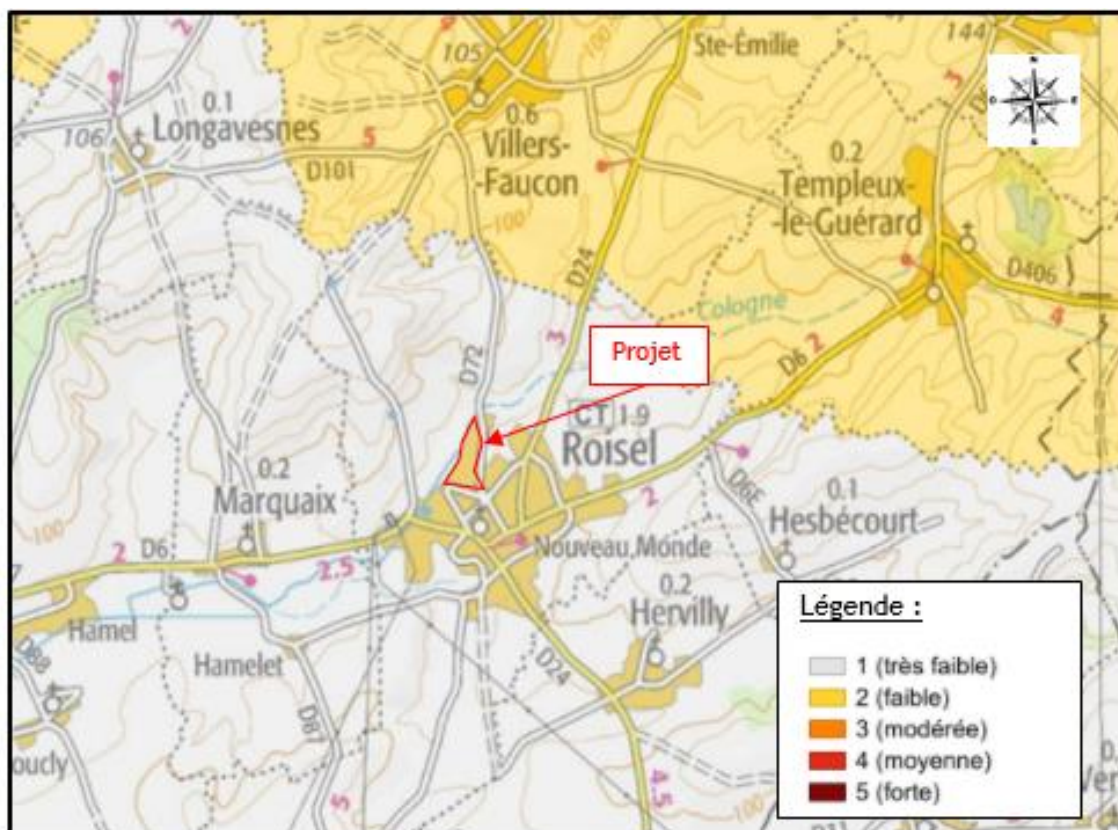 105
Ste-Émilie
144
0.1
Longavesnes
106
5
D101
0.6
Villers-
-Faucon
100
D24
3
0.2
Templeux-
-le-Guérard
3
D406
4
Cologne
D6
2
Projet
D72
CT 1.9
Roisel
0.2
Marquaix
2
D6E
0.1
Hesbécourt
D6
2
2.5
Nouveau Monde
0.2
Hervilly
Hamel
Hamelet
D88
D24
D87
oucly
5
4.5
100
Légende :
1 (très faible)
2 (faible)
3 (modérée)
4 (moyenne)
5 (forte)